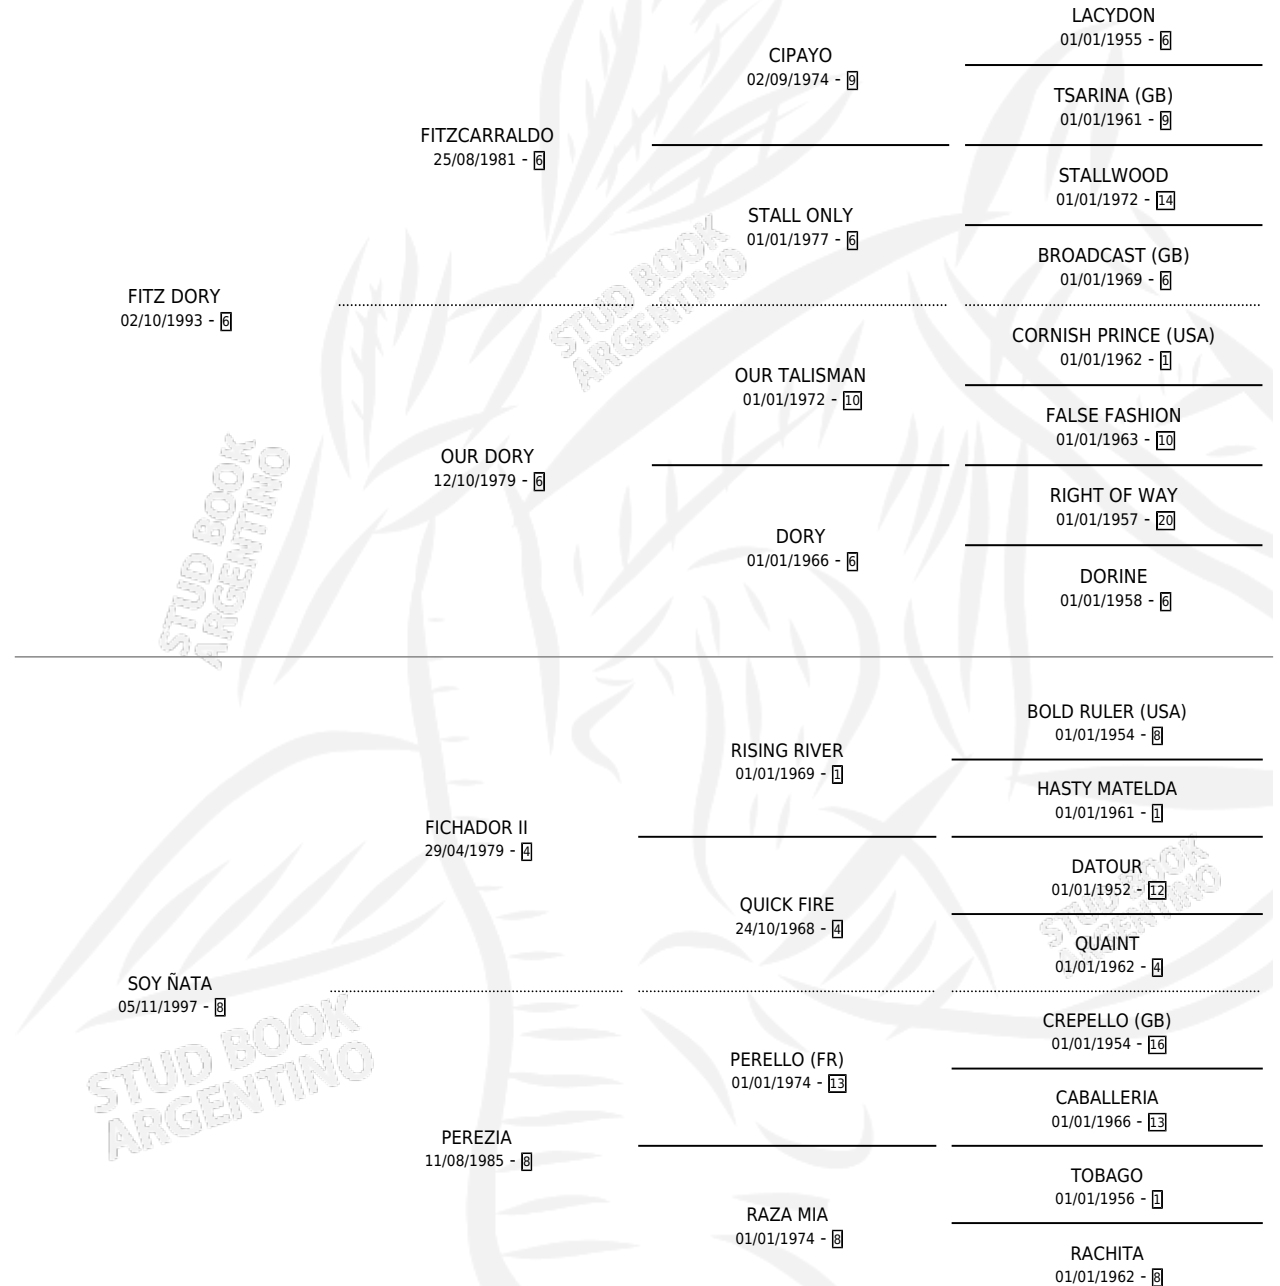 LACYDON
01/01/1955 - 6
CIPAYO
02/09/1974 - 9
TSARINA (GB)
01/01/1961 - 9
FITZCARRALDO
25/08/1981 - 6
STALLWOOD
01/01/1972 - 14
STALL ONLY
01/01/1977 - 6
BROADCAST (GB)
01/01/1969 - 6
FITZ DORY
02/10/1993 - 6
CORNISH PRINCE (USA)
01/01/1962 - 1
OUR TALISMAN
01/01/1972 - 10
FALSE FASHION
01/01/1963 - 10
OUR DORY
12/10/1979 - 6
RIGHT OF WAY
01/01/1957 - 20
DORY
01/01/1966 - 6
DORINE
01/01/1958 - 6
BOLD RULER (USA)
01/01/1954 - 8
RISING RIVER
01/01/1969 - 1
HASTY MATELDA
01/01/1961 - 1
FICHADOR II
29/04/1979 - 4
DATOUR
01/01/1952 - 12
QUICK FIRE
24/10/1968 - 4
QUAINT
01/01/1962 - 4
SOY ÑATA
05/11/1997 - 8
CREPELLO (GB)
01/01/1954 - 16
PERELLO (FR)
01/01/1974 - 13
CABALLERIA
01/01/1966 - 13
PEREZIA
11/08/1985 - 8
TOBAGO
01/01/1956 - 1
RAZA MIA
01/01/1974 - 8
RACHITA
01/01/1962 - 8
STUD BOOK
ARGENTINO
STUD BOOK
ARGENTINO
STUD BOOK
ARGENTINO
STUD BOOK
ARGENTINO